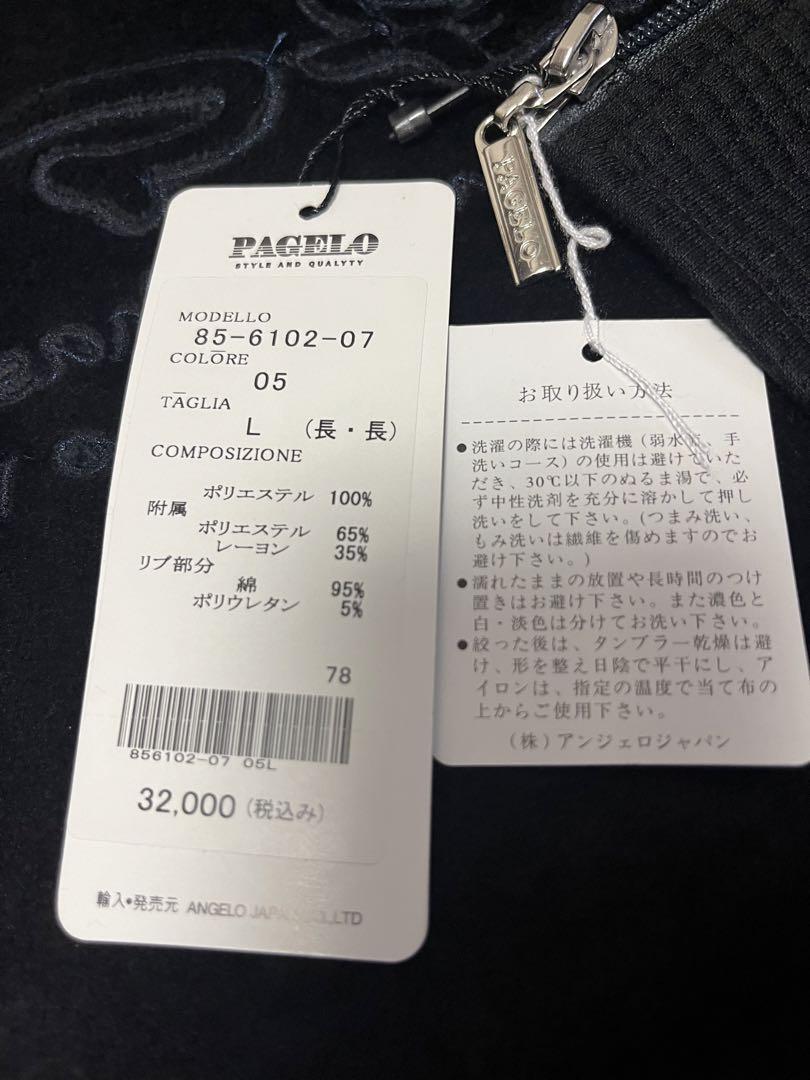 PAGELO
STYLE AND QUALYTY
MODELLO
85-6102-07
COLORE
05
TAGLIA
L （長・長）
COMPOSIZIONE
ポリエステル 100%
附属
ポリエステル 65%
レーヨン 35%
リブ部分
綿 95%
ポリウレタン 5%
78
856102-07 05L
32,000（税込み）
輸入•発売元 ANGELO JAPAN CO.,LTD
PAGELO
お取り扱い方法
●洗濯の際には洗濯機（弱水流、手
洗いコース）の使用は避けていた
だき、30℃以下のぬるま湯で、必
ず中性洗剤を充分に溶かして押し
洗いをして下さい。(つまみ洗い、
もみ洗いは繊維を傷めますのでお
避け下さい。)
●濡れたままの放置や長時間のつけ
置きはお避け下さい。また濃色と
白・淡色は分けてお洗い下さい。
●絞った後は、タンブラー乾燥は避
け、形を整え日陰で平干にし、ア
イロンは、指定の温度で当て布の
上からご使用下さい。
（株）アンジェロジャパン